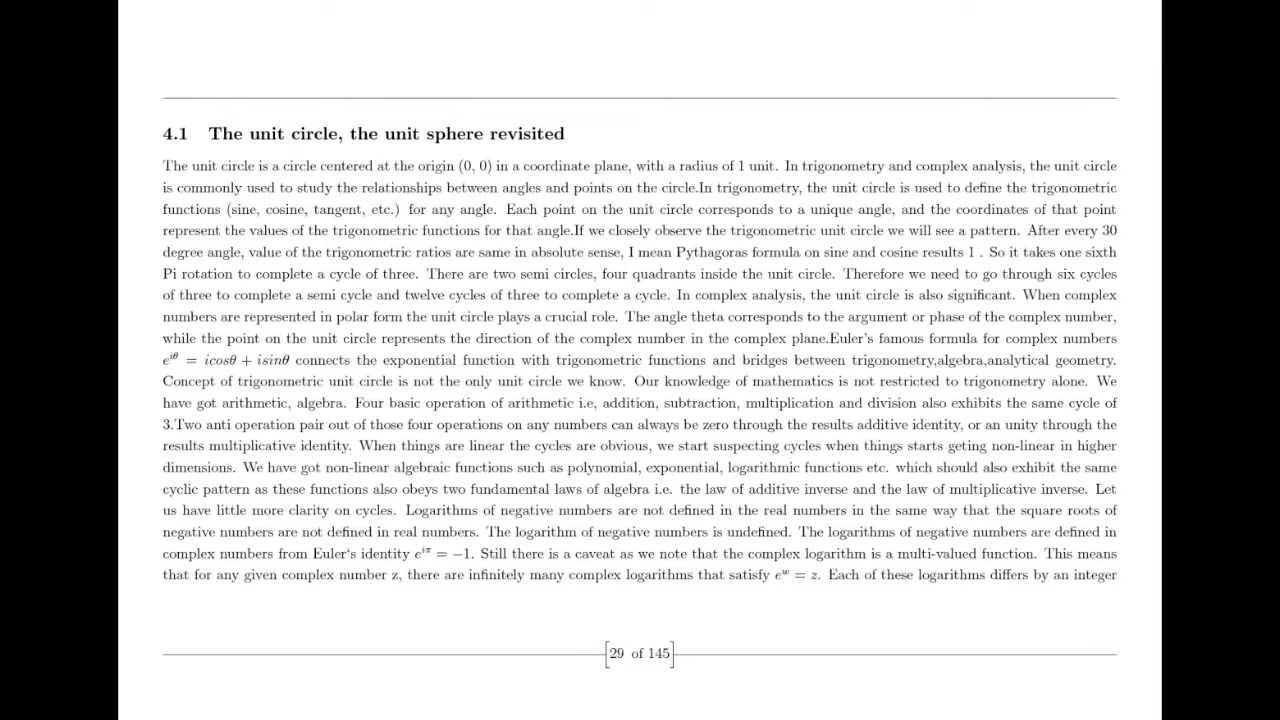 4.1 The unit circle, the unit sphere revisited
The unit circle is a circle centered at the origin (0, 0) in a coordinate plane, with a radius of 1 unit. In trigonometry and complex analysis, the unit circle
is commonly used to study the relationships between angles and points on the circle.In trigonometry, the unit circle is used to define the trigonometric
functions (sine, cosine, tangent, etc.) for any angle. Each point on the unit circle corresponds to a unique angle, and the coordinates of that point
represent the values of the trigonometric functions for that angle.If we closely observe the trigonometric unit circle we will see a pattern. After every 30
degree angle, value of the trigonometric ratios are same in absolute sense, I mean Pythagoras formula on sine and cosine results 1 . So it takes one sixth
Pi rotation to complete a cycle of three. There are two semi circles, four quadrants inside the unit circle. Therefore we need to go through six cycles
of three to complete a semi cycle and twelve cycles of three to complete a cycle. In complex analysis, the unit circle is also significant. When complex
numbers are represented in polar form the unit circle plays a crucial role. The angle theta corresponds to the argument or phase of the complex number,
while the point on the unit circle represents the direction of the complex number in the complex plane.Euler's famous formula for complex numbers
e^{iθ} = icosθ + isinθ connects the exponential function with trigonometric functions and bridges between trigonometry,algebra,analytical geometry.
Concept of trigonometric unit circle is not the only unit circle we know. Our knowledge of mathematics is not restricted to trigonometry alone. We
have got arithmetic, algebra. Four basic operation of arithmetic i.e, addition, subtraction, multiplication and division also exhibits the same cycle of
3.Two anti operation pair out of those four operations on any numbers can always be zero through the results additive identity, or an unity through the
results multiplicative identity. When things are linear the cycles are obvious, we start suspecting cycles when things starts geting non-linear in higher
dimensions. We have got non-linear algebraic functions such as polynomial, exponential, logarithmic functions etc. which should also exhibit the same
cyclic pattern as these functions also obeys two fundamental laws of algebra i.e. the law of additive inverse and the law of multiplicative inverse. Let
us have little more clarity on cycles. Logarithms of negative numbers are not defined in the real numbers in the same way that the square roots of
negative numbers are not defined in real numbers. The logarithm of negative numbers is undefined. The logarithms of negative numbers are defined in
complex numbers from Euler‘s identity e^{iπ} = −1. Still there is a caveat as we note that the complex logarithm is a multi-valued function. This means
that for any given complex number z, there are infinitely many complex logarithms that satisfy e^w = z. Each of these logarithms differs by an integer
29 of 145